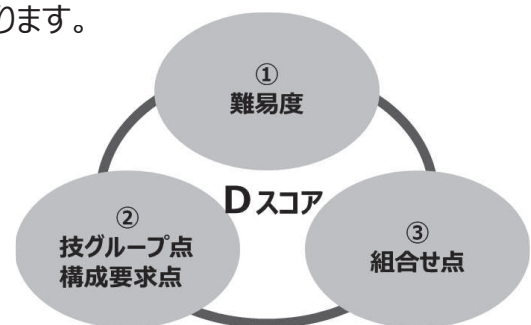 ります。
①
難易度
Dスコア
②
技グループ点
構成要求点
③
組合せ点